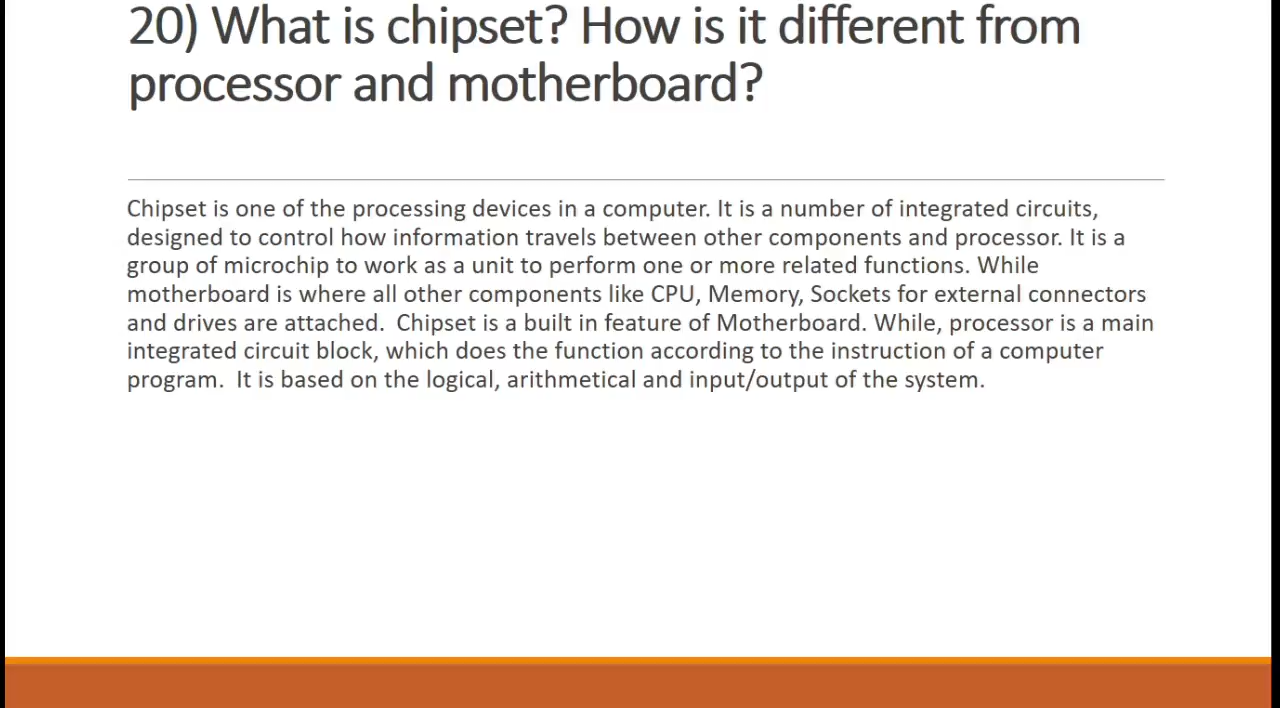 20) What is chipset? How is it different from
processor and motherboard?
Chipset is one of the processing devices in a computer. It is a number of integrated circuits,
designed to control how information travels between other components and processor. It is a
group of microchip to work as a unit to perform one or more related functions. While
motherboard is where all other components like CPU, Memory, Sockets for external connectors
and drives are attached.  Chipset is a built in feature of Motherboard. While, processor is a main
integrated circuit block, which does the function according to the instruction of a computer
program.  It is based on the logical, arithmetical and input/output of the system.